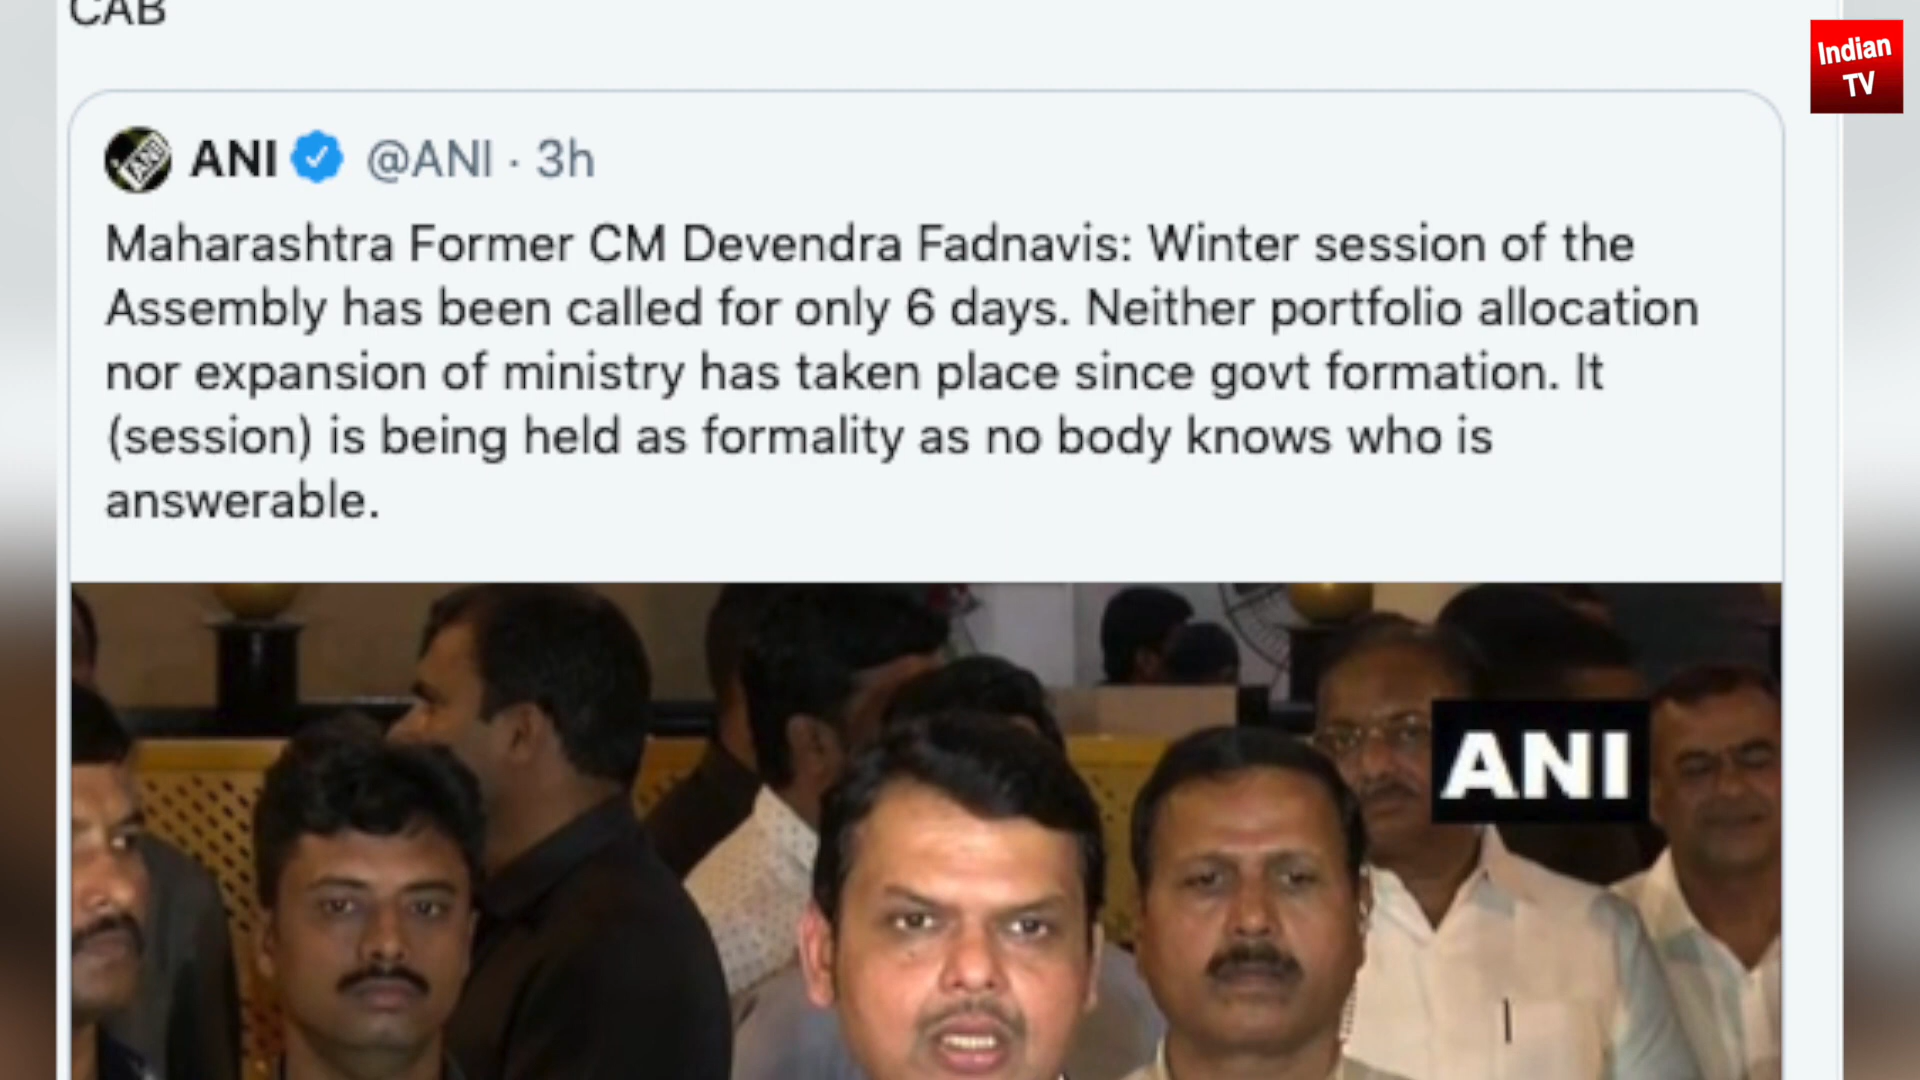 CAB
Indian
TV
ANI @ANI · 3h
Maharashtra Former CM Devendra Fadnavis: Winter session of the
Assembly has been called for only 6 days. Neither portfolio allocation
nor expansion of ministry has taken place since govt formation. It
(session) is being held as formality as no body knows who is
answerable.
ANI